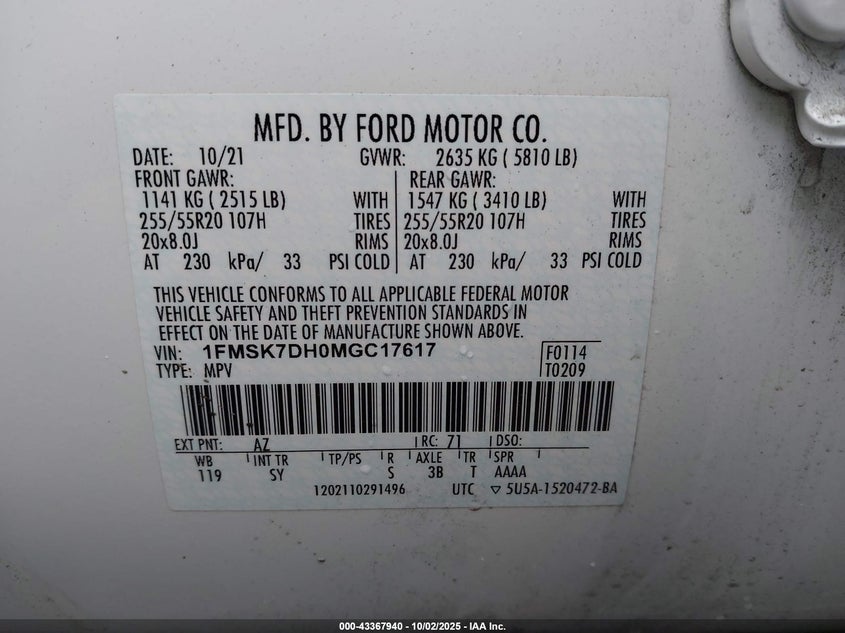 MFD. BY FORD MOTOR CO.
DATE: 10/21 GVWR: 2635 KG ( 5810 LB)
FRONT GAWR: REAR GAWR:
1141 KG ( 2515 LB) WITH 1547 KG ( 3410 LB) WITH
255/55R20 107H TIRES 255/55R20 107H TIRES
20x8.0J RIMS 20x8.0J RIMS
AT 230 kPa/ 33 PSI COLD AT 230 kPa/ 33 PSI COLD
THIS VEHICLE CONFORMS TO ALL APPLICABLE FEDERAL MOTOR
VEHICLE SAFETY AND THEFT PREVENTION STANDARDS IN
EFFECT ON THE DATE OF MANUFACTURE SHOWN ABOVE.
VIN: 1FMSK7DH0MGC17617 F0114
TYPE: MPV T0209
EXT PNT: AZ RC: 71 DSO:
WB INT TR TP/PS R AXLE TR SPR
119 SY S 3B T AAAA
1202110291496 UTC ▽ 5U5A-1520472-BA
000-43367940 - 10/02/2025 - IAA Inc.